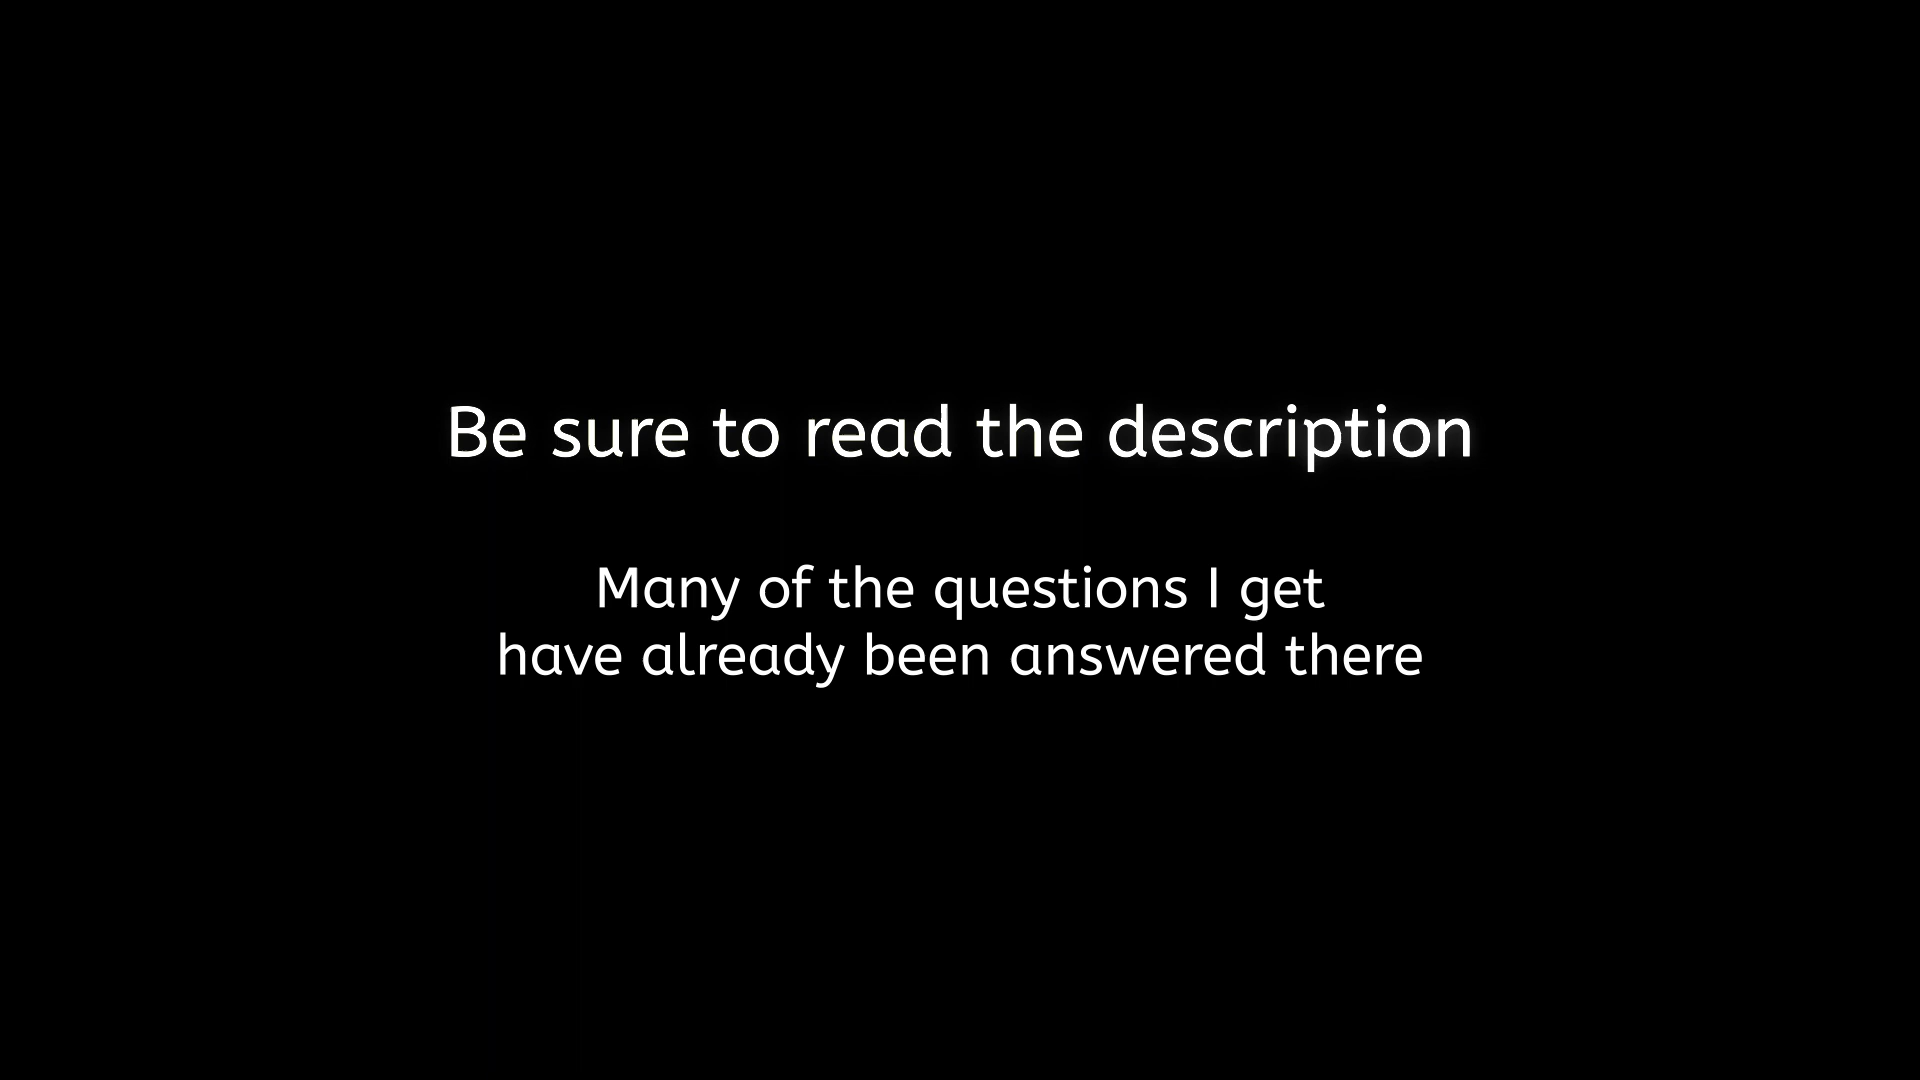 Be sure to read the description
Many of the questions I get
have already been answered there